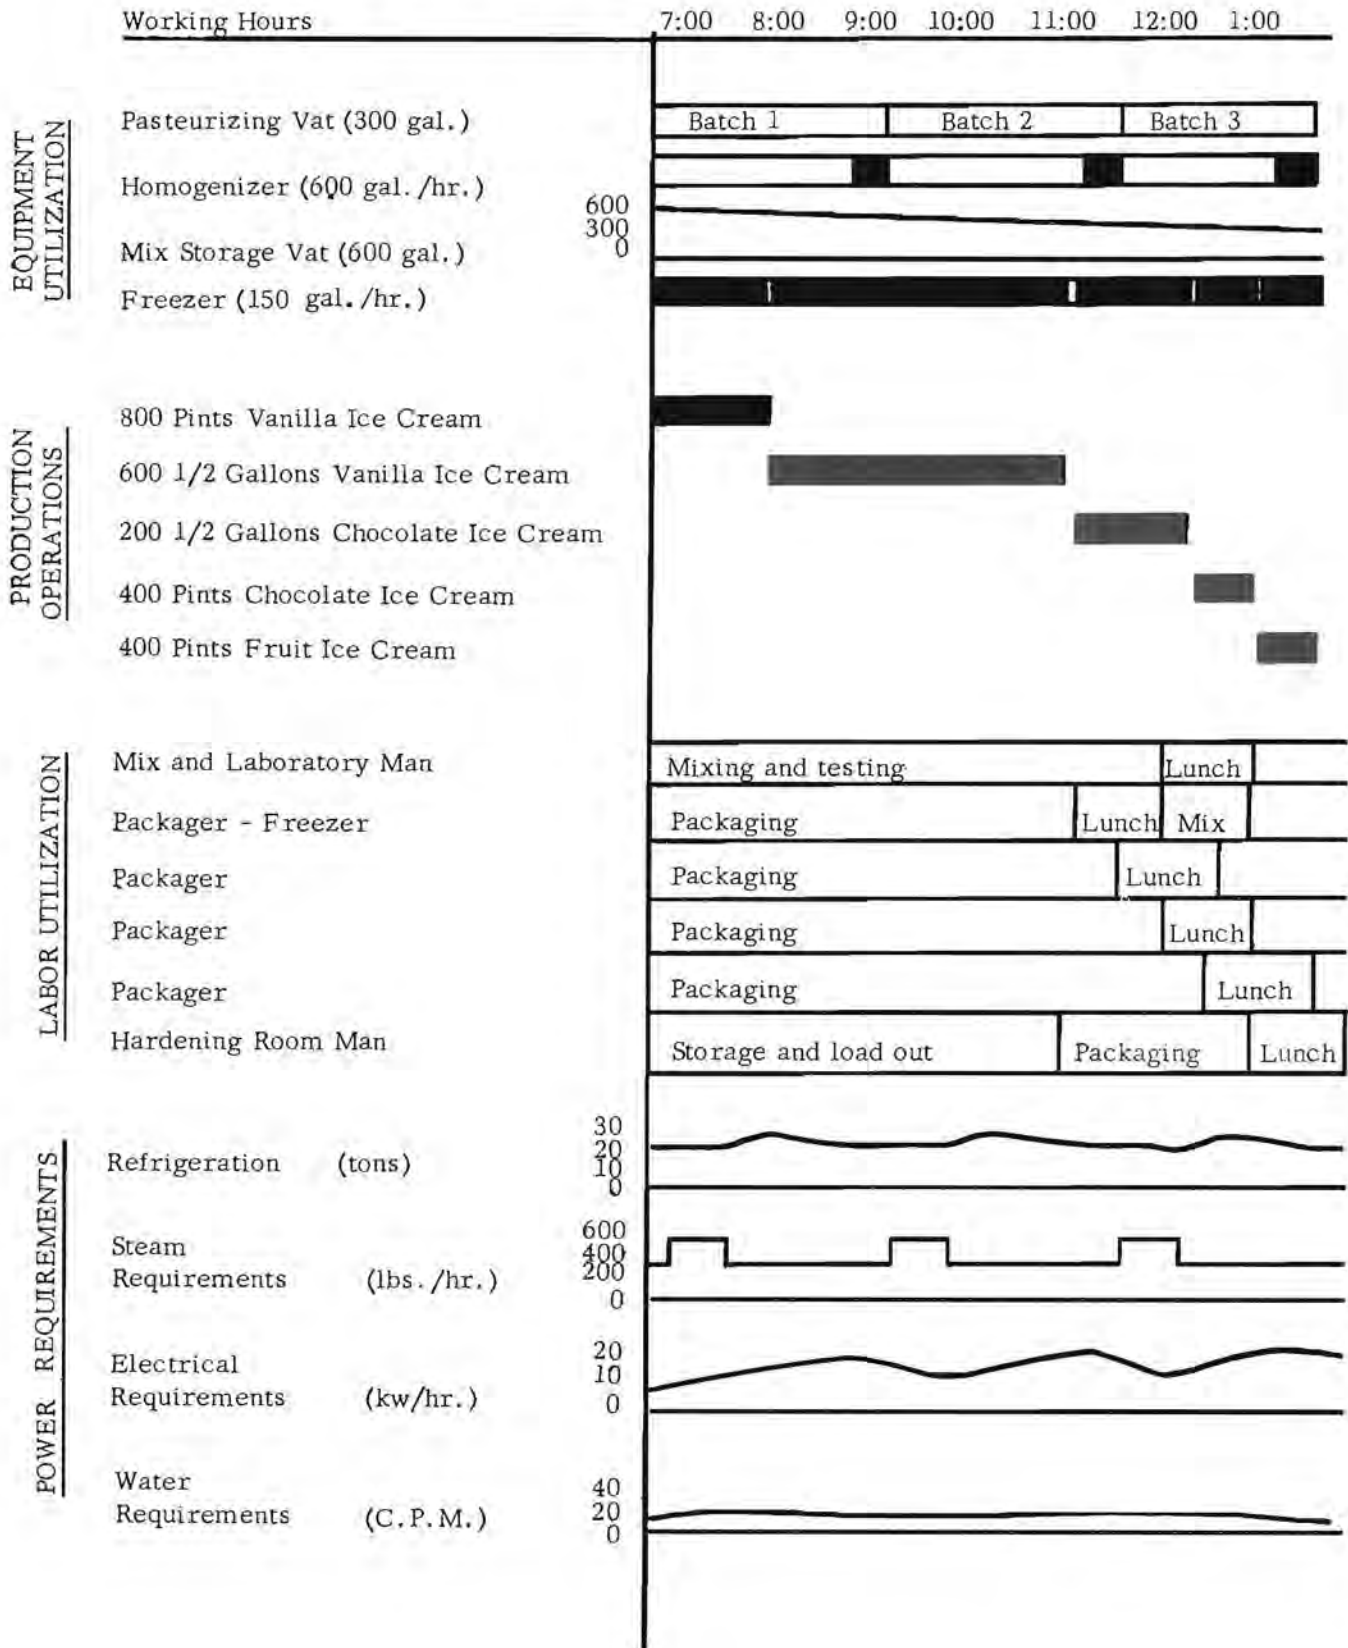 Working Hours 7:00 8:00 9:00 10:00 11:00 12:00 1:00
EQUIPMENT
UTILIZATION
Pasteurizing Vat (300 gal.) Batch 1 Batch 2 Batch 3
Homogenizer (600 gal./hr.)
600
300
0
Mix Storage Vat (600 gal.)
Freezer (150 gal./hr.)
PRODUCTION
OPERATIONS
800 Pints Vanilla Ice Cream
600 1/2 Gallons Vanilla Ice Cream
200 1/2 Gallons Chocolate Ice Cream
400 Pints Chocolate Ice Cream
400 Pints Fruit Ice Cream
LABOR UTILIZATION
Mix and Laboratory Man Mixing and testing Lunch
Packager - Freezer Packaging Lunch Mix
Packager Packaging Lunch
Packager Packaging Lunch
Packager Packaging Lunch
Hardening Room Man Storage and load out Packaging Lunch
POWER REQUIREMENTS
Refrigeration (tons)
30
20
10
0
Steam
Requirements (lbs./hr.)
600
400
200
0
Electrical
Requirements (kw/hr.)
20
10
0
Water
Requirements (C.P.M.)
40
20
0